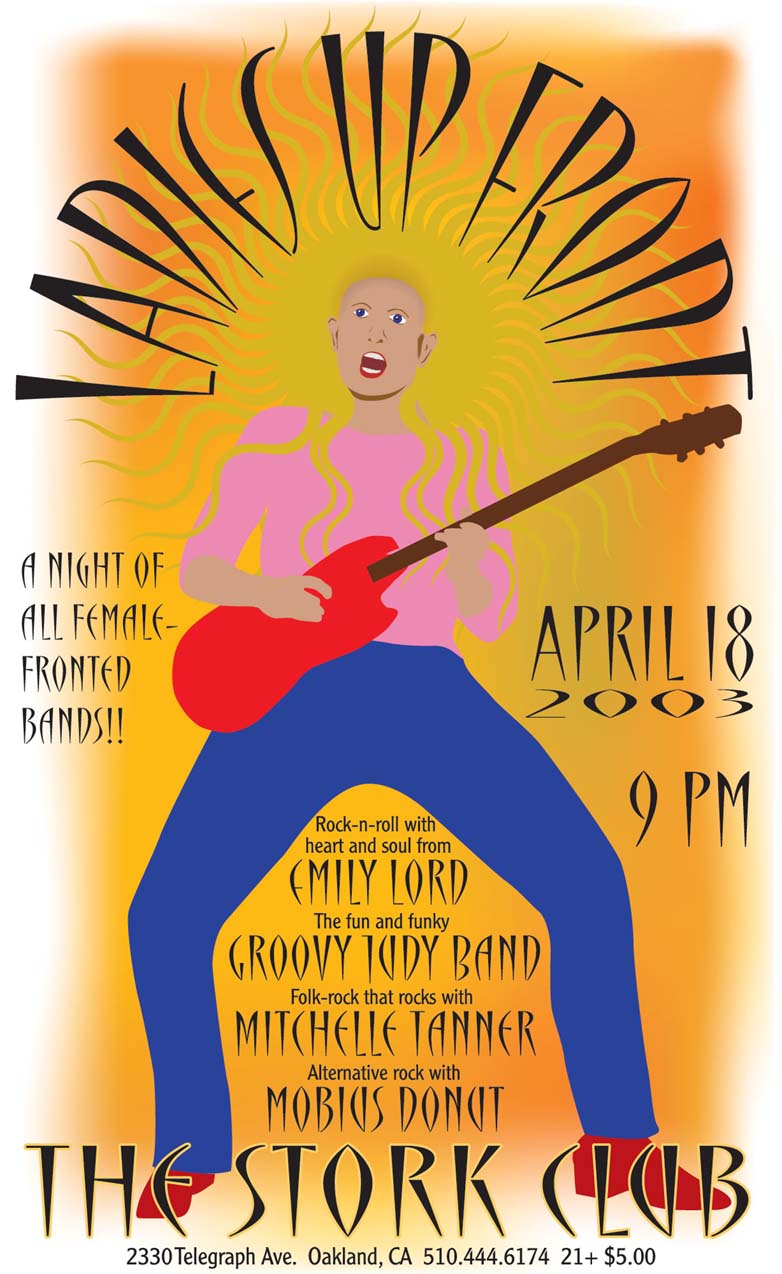 LADIES UP FRONT
A NIGHT OF
ALL FEMALE-
FRONTED
BANDS!!
APRIL 18
2003
9 PM
Rock-n-roll with
heart and soul from
EMILY LORD
The fun and funky
GROOVY JUDY BAND
Folk-rock that rocks with
MITCHELLE TANNER
Alternative rock with
MOBIUS DONUT
THE STORK CLUB
2330 Telegraph Ave. Oakland, CA 510.444.6174 21+ $5.00